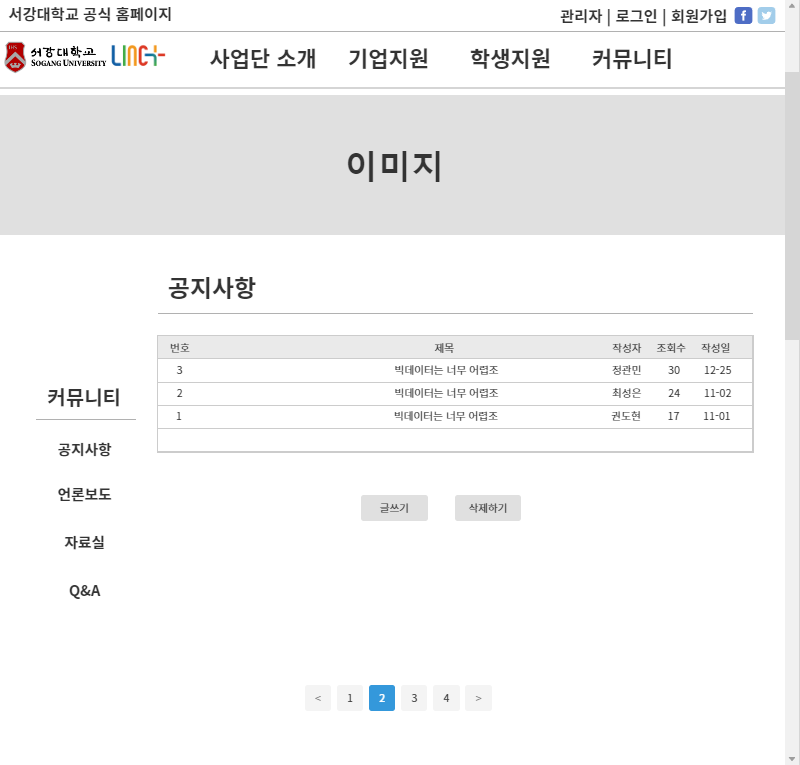 서강대학교 공식 홈페이지
관리자 | 로그인 | 회원가입
서강대학교
SOGANG UNIVERSITY
LINC+
사업단 소개 기업지원 학생지원 커뮤니티
이미지
공지사항
번호 제목 작성자 조회수 작성일
3 빅데이터는 너무 어렵조 정관민 30 12-25
2 빅데이터는 너무 어렵조 최성은 24 11-02
1 빅데이터는 너무 어렵조 권도현 17 11-01
커뮤니티
공지사항
언론보도
자료실
Q&A
글쓰기 삭제하기
< 1 2 3 4 >